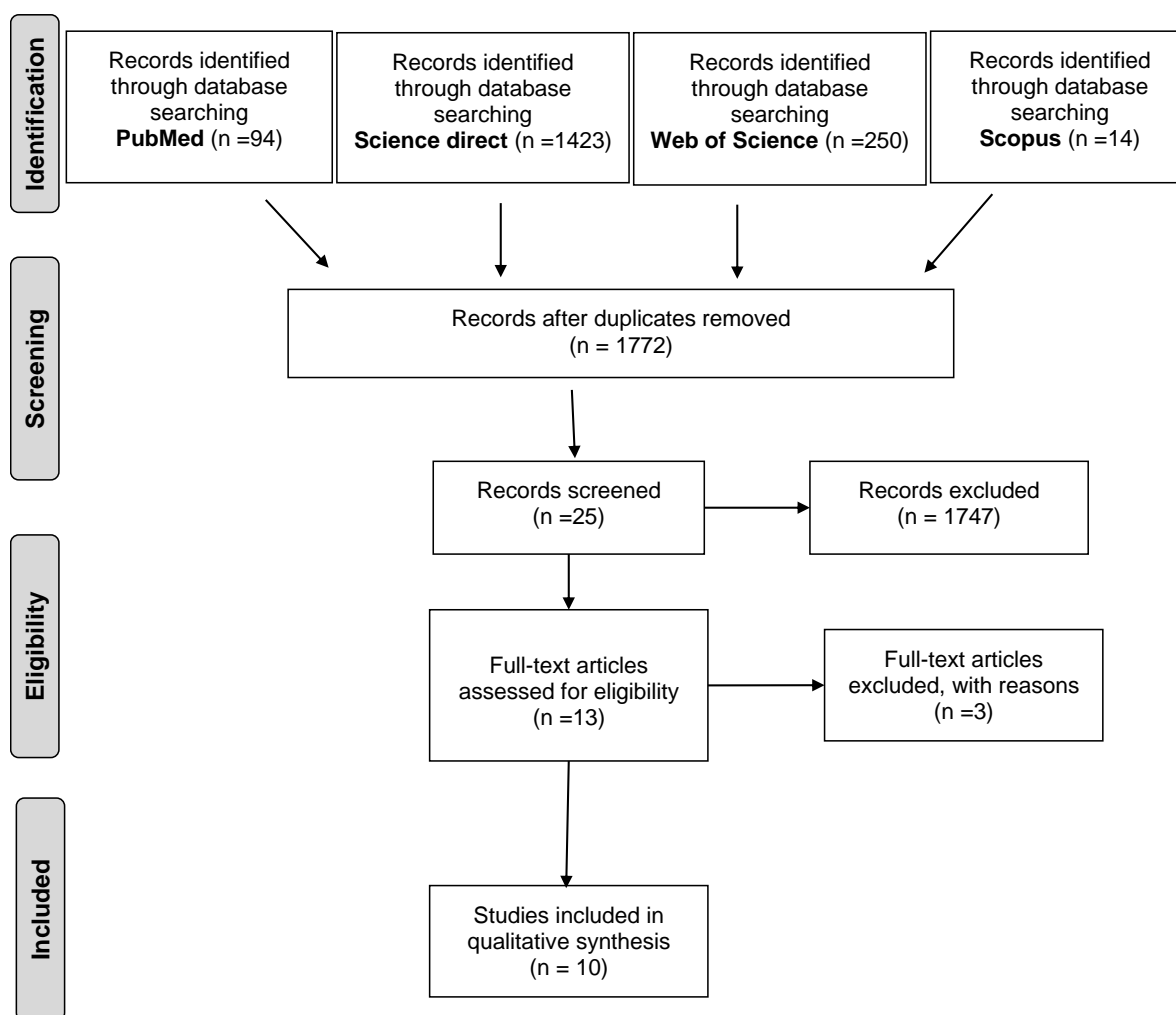 Identification
Records identified
through database
searching
PubMed (n =94)
Records identified
through database
searching
Science direct (n =1423)
Records identified
through database
searching
Web of Science (n =250)
Records identified
through database
searching
Scopus (n =14)
Screening
Records after duplicates removed
(n = 1772)
Records screened
(n =25)
Records excluded
(n = 1747)
Eligibility
Full-text articles
assessed for eligibility
(n =13)
Full-text articles
excluded, with reasons
(n =3)
Included
Studies included in
qualitative synthesis
(n = 10)